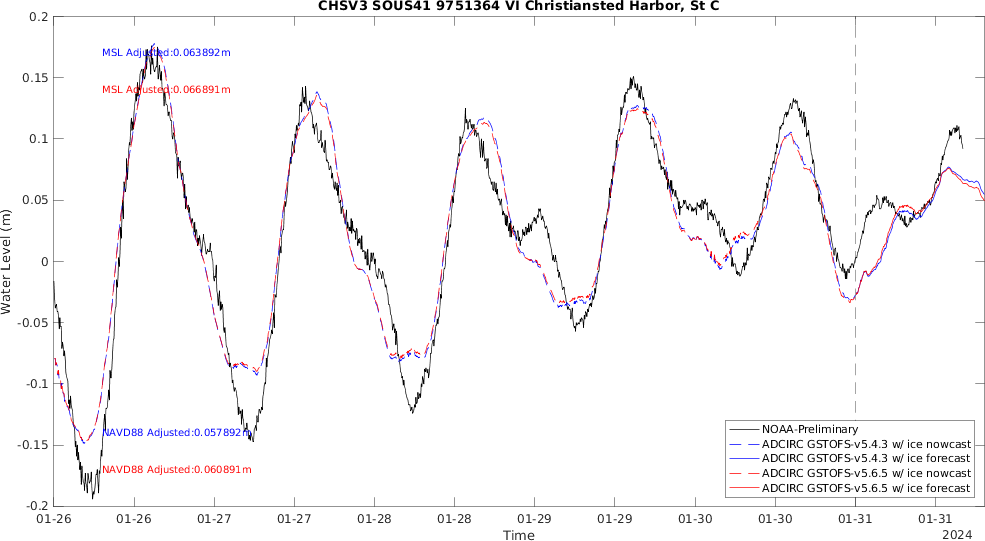 CHSV3 SOUS41 9751364 VI Christiansted Harbor, St C
0.2
0.15
0.1
0.05
0
-0.05
-0.1
-0.15
-0.2
Water Level (m)
MSL Adjusted:0.063892m
MSL Adjusted:0.066891m
NAVD88 Adjusted:0.057892m
NAVD88 Adjusted:0.060891m
NOAA-Preliminary
ADCIRC GSTOFS-v5.4.3 w/ ice nowcast
ADCIRC GSTOFS-v5.4.3 w/ ice forecast
ADCIRC GSTOFS-v5.6.5 w/ ice nowcast
ADCIRC GSTOFS-v5.6.5 w/ ice forecast
01-26 01-26 01-27 01-27 01-28 01-28 01-29 01-29 01-30 01-30 01-31 01-31
Time
2024